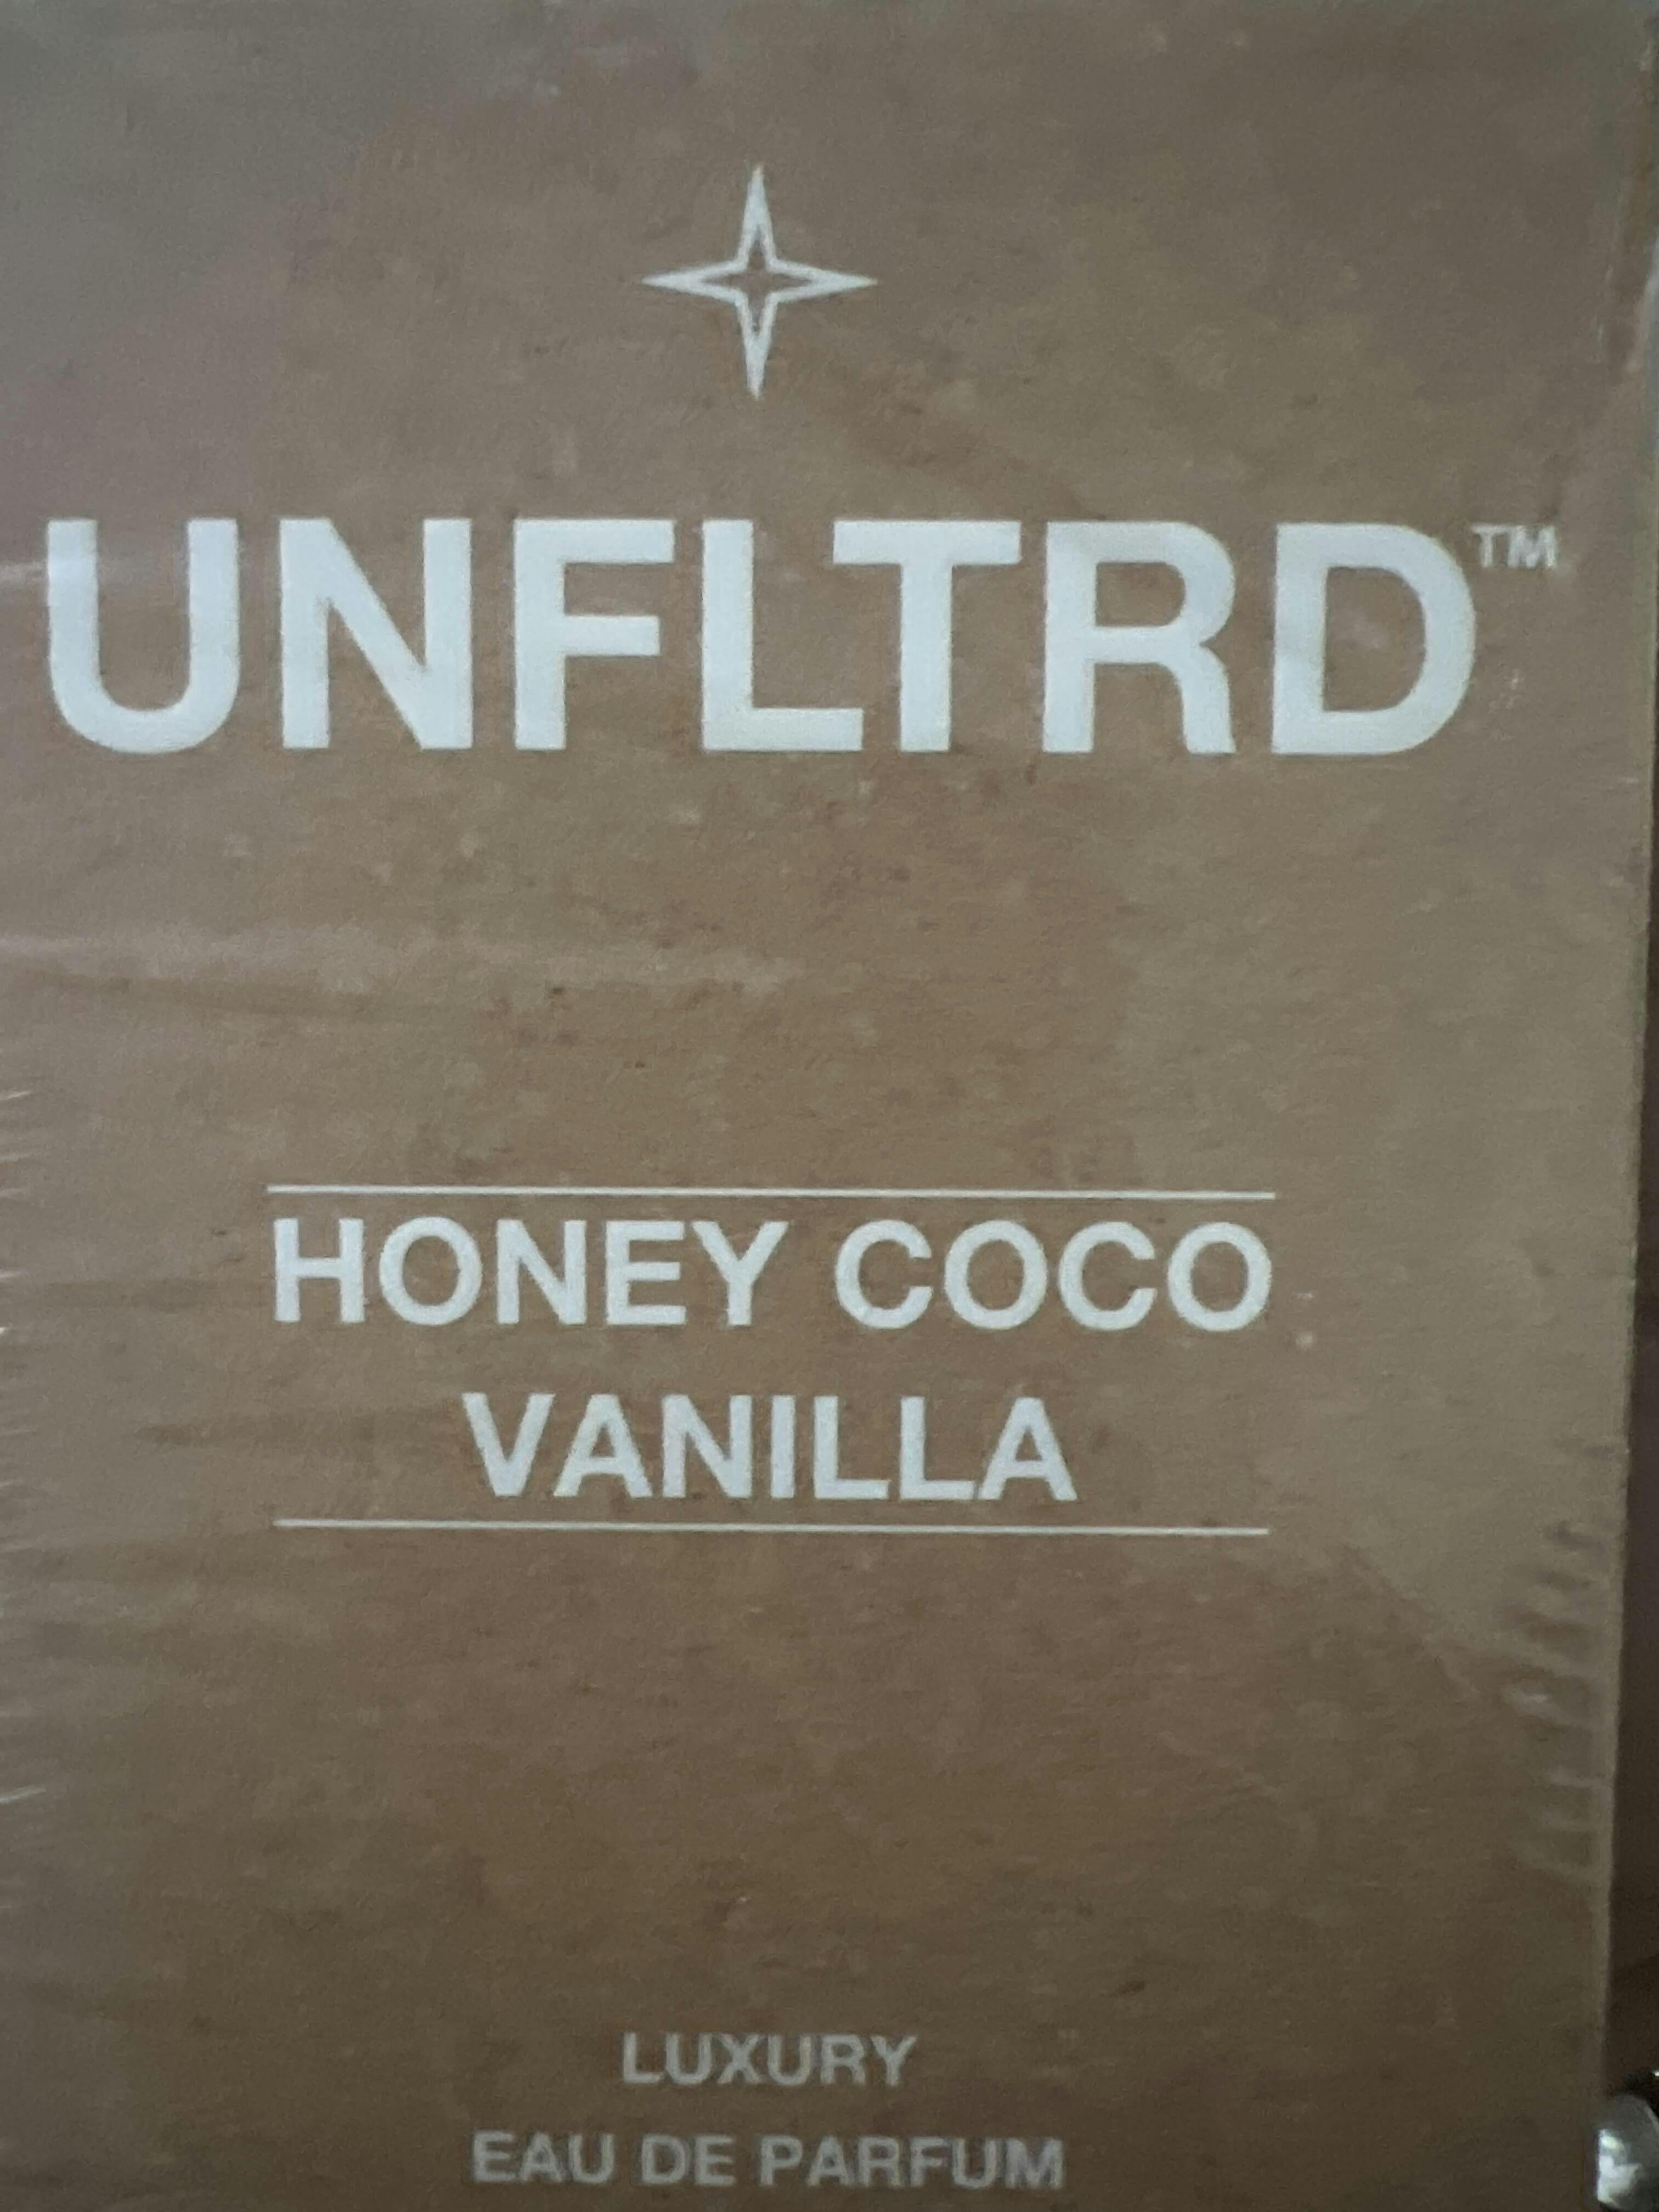 UNFLTRD™
HONEY COCO
VANILLA
LUXURY
EAU DE PARFUM